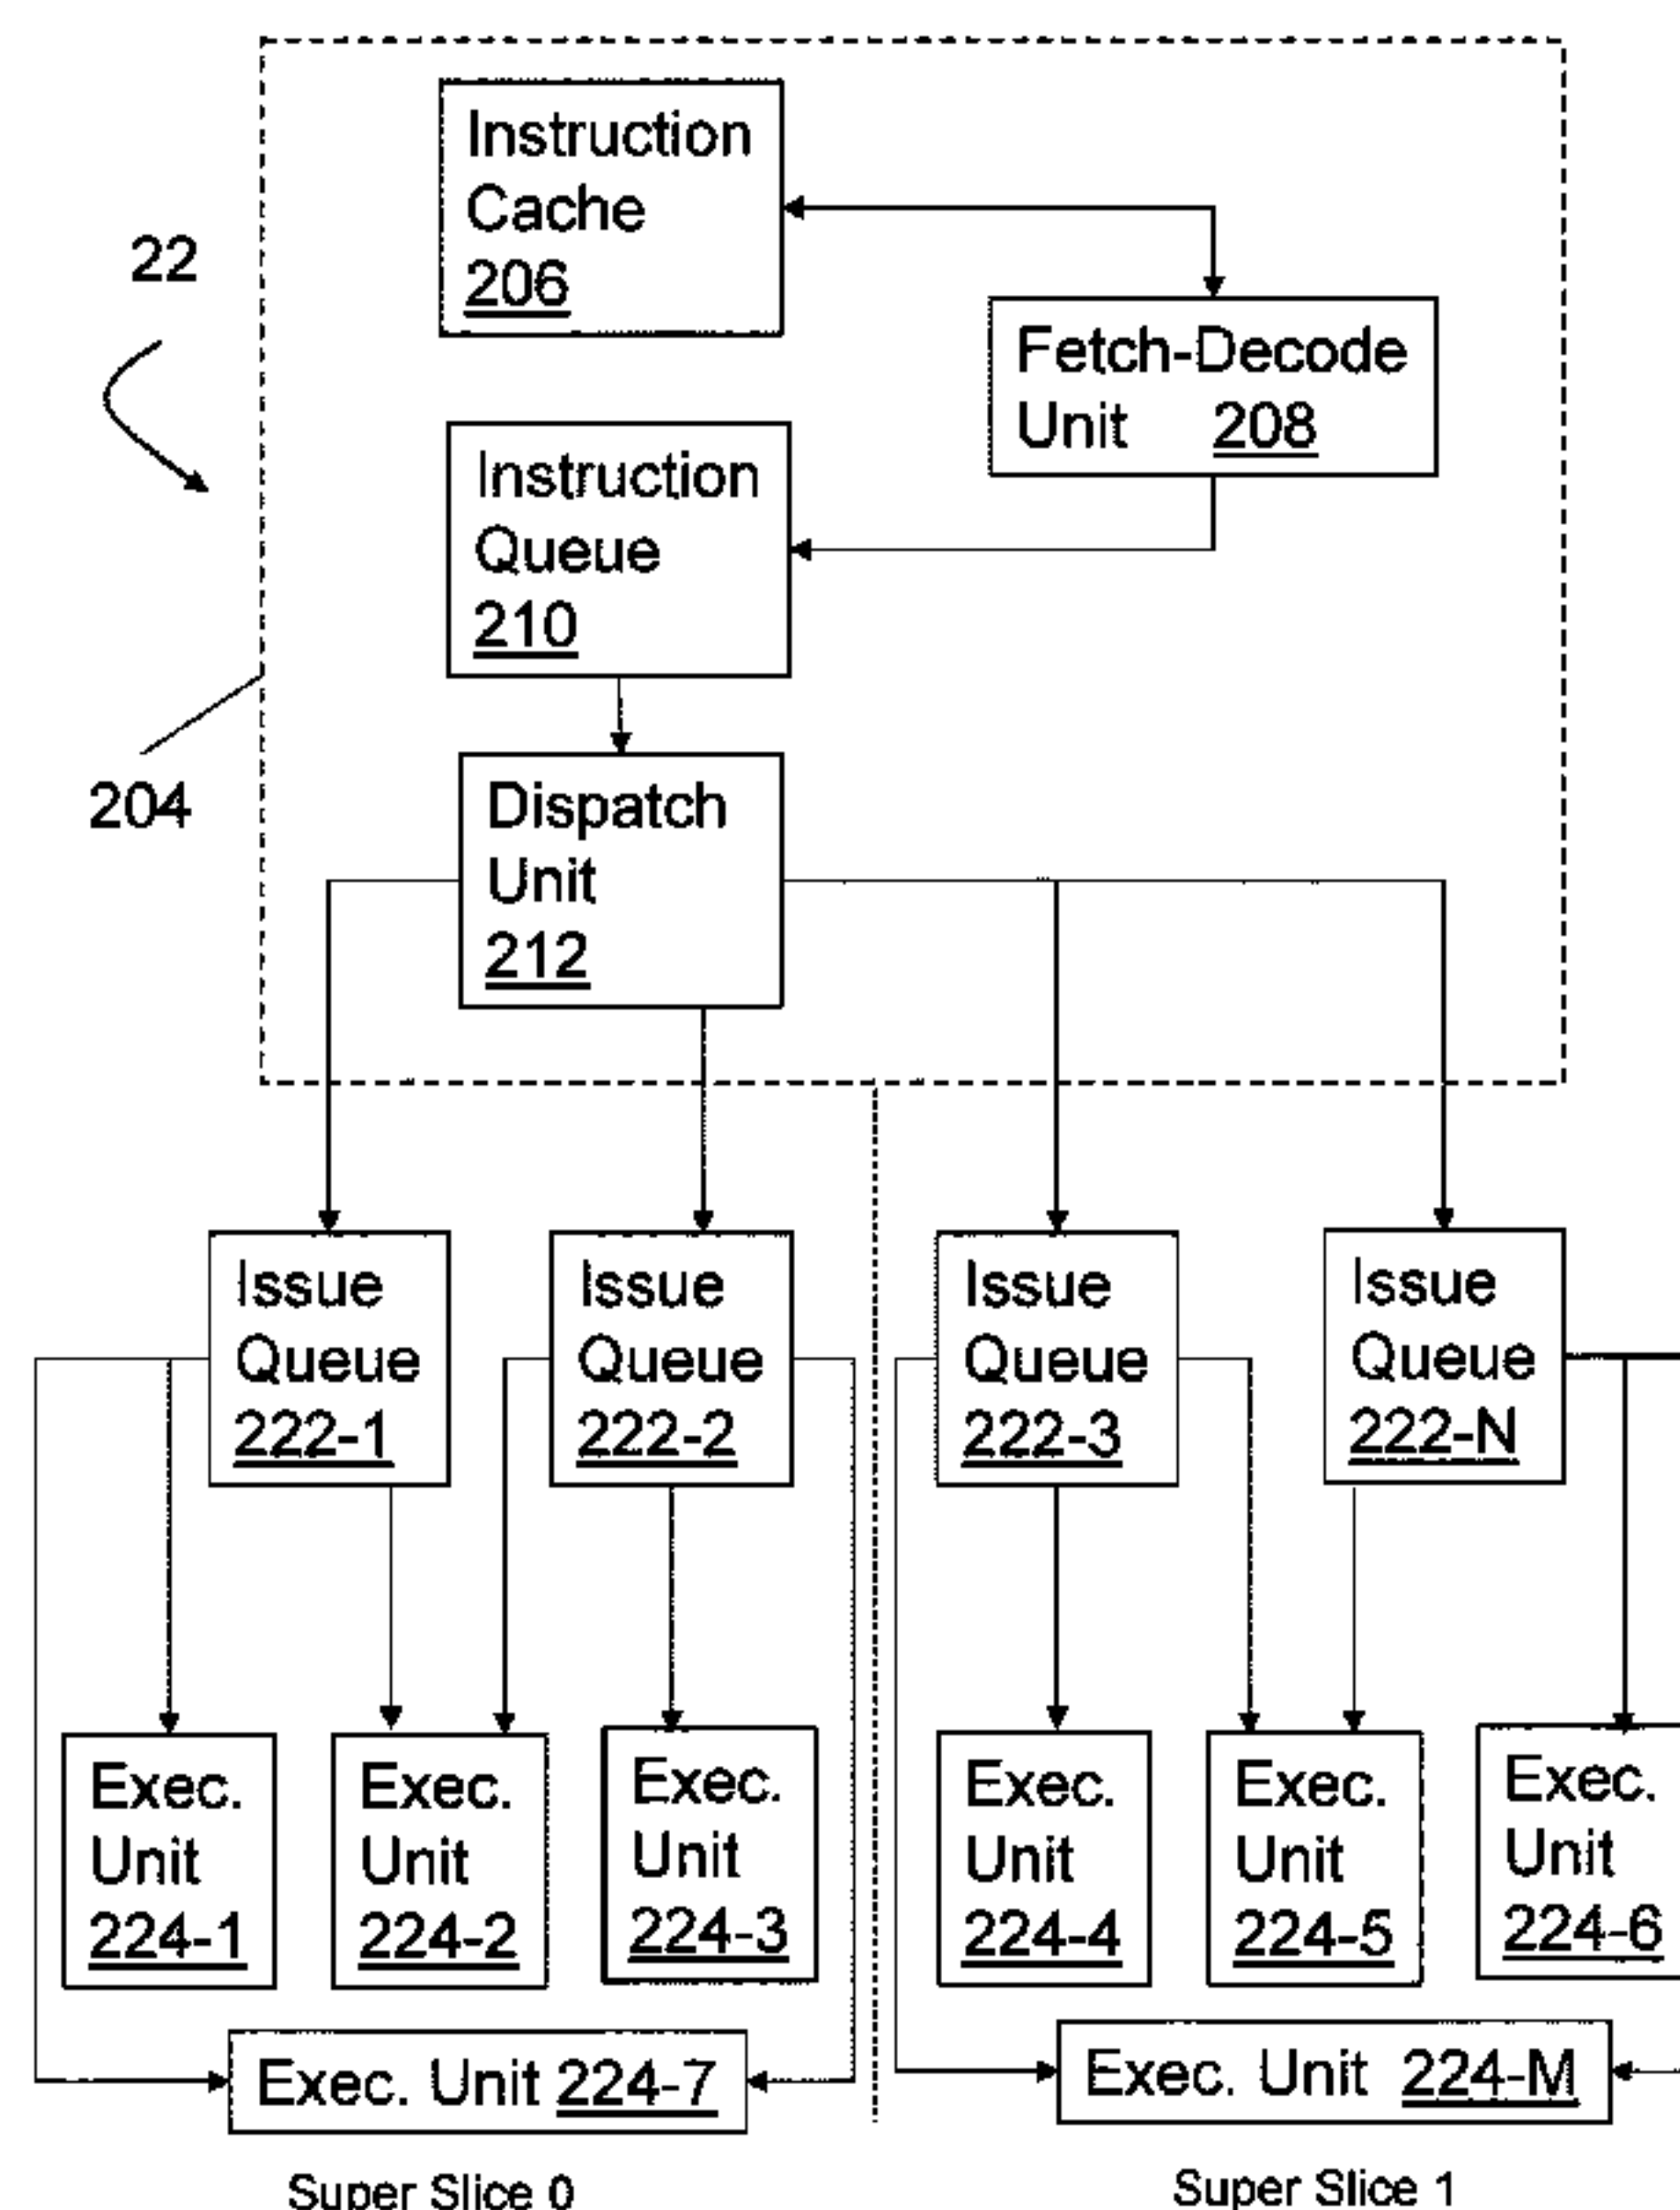 Instruction
Cache
206
22
Fetch-Decode
Unit 208
Instruction
Queue
210
204
Dispatch
Unit
212
Issue
Queue
222-1
Issue
Queue
222-2
Issue
Queue
222-3
Issue
Queue
222-N
Exec.
Unit
224-1
Exec.
Unit
224-2
Exec.
Unit
224-3
Exec.
Unit
224-4
Exec.
Unit
224-5
Exec.
Unit
224-6
Exec. Unit 224-7
Exec. Unit 224-M
Super Slice 0
Super Slice 1